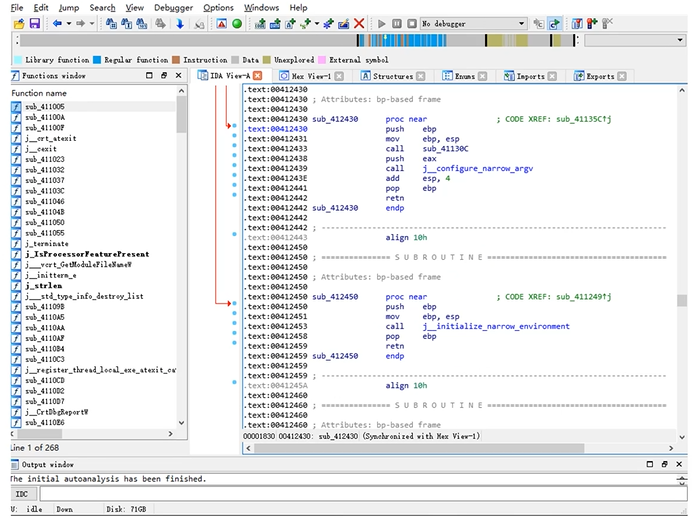 File Jump Search View Debugger Options Windows Help
No debugger
Library function Regular function Instruction Data Unexplored External symbol
Functions window
IDA View-A Hex View-1 Structures Enums Imports Exports
Function name
sub_411005
sub_41100A
sub_41100F
j__crt_atexit
j__cexit
sub_411023
sub_411032
sub_411037
sub_41103C
sub_411046
sub_41104B
sub_411050
sub_411055
j_terminate
j_IsProcessorFeaturePresent
j___vcrt_GetModuleFileNameW
j__initterm_e
j_strlen
j___std_type_info_destroy_list
sub_41109B
sub_4110A5
sub_4110AA
sub_4110AF
sub_4110B4
sub_4110C3
j__register_thread_local_exe_atexit_ca
sub_4110CD
sub_4110D2
sub_4110D7
j__CrtDbgReportW
sub_4110E6
Line 1 of 268
.text:00412430
.text:00412430 ; Attributes: bp-based frame
.text:00412430
.text:00412430 sub_412430 proc near ; CODE XREF: sub_41135C↑j
.text:00412430 push ebp
.text:00412431 mov ebp, esp
.text:00412433 call sub_41130C
.text:00412438 push eax
.text:00412439 call j__configure_narrow_argv
.text:0041243E add esp, 4
.text:00412441 pop ebp
.text:00412442 retn
.text:00412442 sub_412430 endp
.text:00412442
.text:00412442 ; ---------------------------------------------------------------------------
.text:00412443 align 10h
.text:00412450
.text:00412450 ; =============== S U B R O U T I N E =======================================
.text:00412450
.text:00412450 ; Attributes: bp-based frame
.text:00412450
.text:00412450 sub_412450 proc near ; CODE XREF: sub_411249↑j
.text:00412450 push ebp
.text:00412451 mov ebp, esp
.text:00412453 call j__initialize_narrow_environment
.text:00412458 pop ebp
.text:00412459 retn
.text:00412459 sub_412450 endp
.text:00412459
.text:00412459 ; ---------------------------------------------------------------------------
.text:0041245A align 10h
.text:00412460
.text:00412460 ; =============== S U B R O U T I N E =======================================
.text:00412460
.text:00412460 ; Attributes: bp-based frame
00001830 00412430: sub_412430 (Synchronized with Hex View-1)
Output window
The initial autoanalysis has been finished.
IDC
AU: idle Down Disk: 71GB